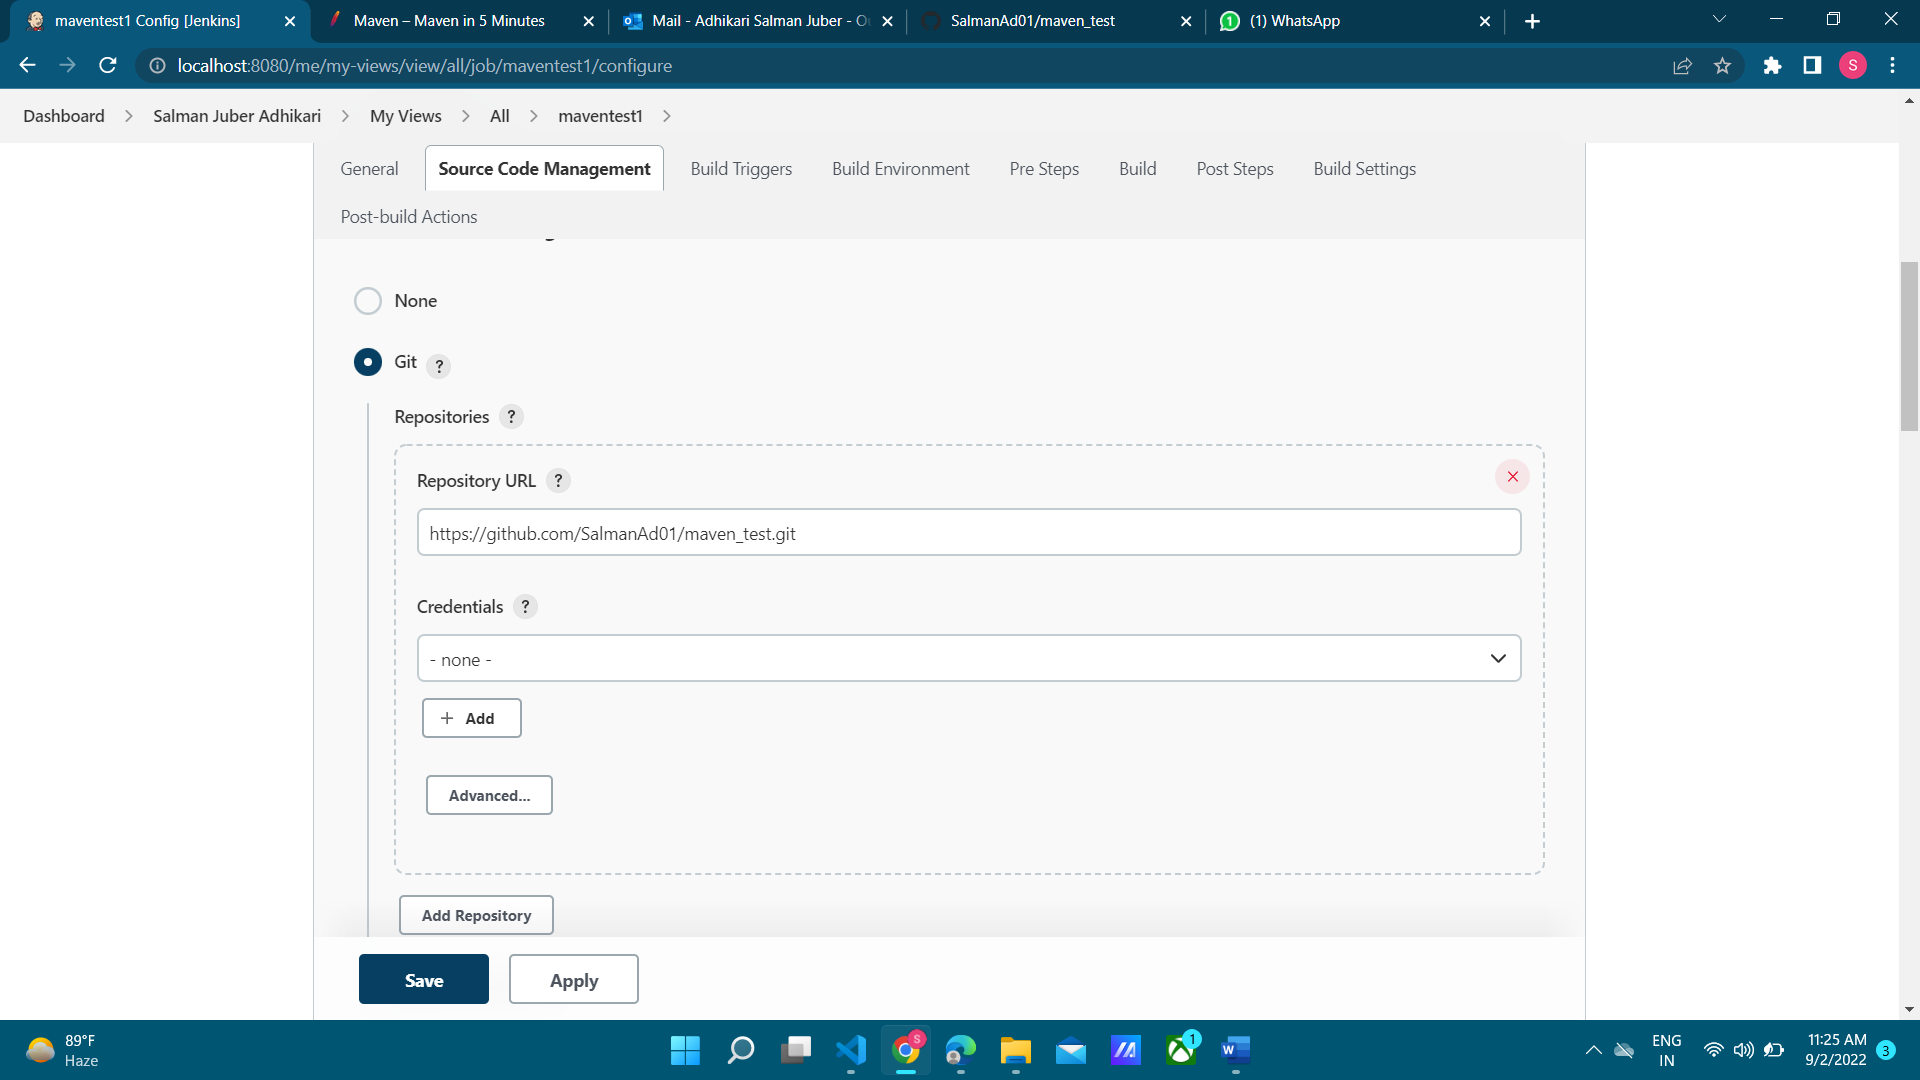 maventest1 Config [Jenkins]
Maven – Maven in 5 Minutes
Mail - Adhikari Salman Juber - Ou
SalmanAd01/maven_test
1
(1) WhatsApp
localhost:8080/me/my-views/view/all/job/maventest1/configure
S
Dashboard
Salman Juber Adhikari
My Views
All
maventest1
General
Source Code Management
Build Triggers
Build Environment
Pre Steps
Build
Post Steps
Build Settings
Post-build Actions
None
Git ?
Repositories ?
Repository URL ?
https://github.com/SalmanAd01/maven_test.git
Credentials ?
- none -
+ Add
Advanced...
Add Repository
Save
Apply
89°F
Haze
S
1
W
ENG
IN
11:25 AM
9/2/2022
3